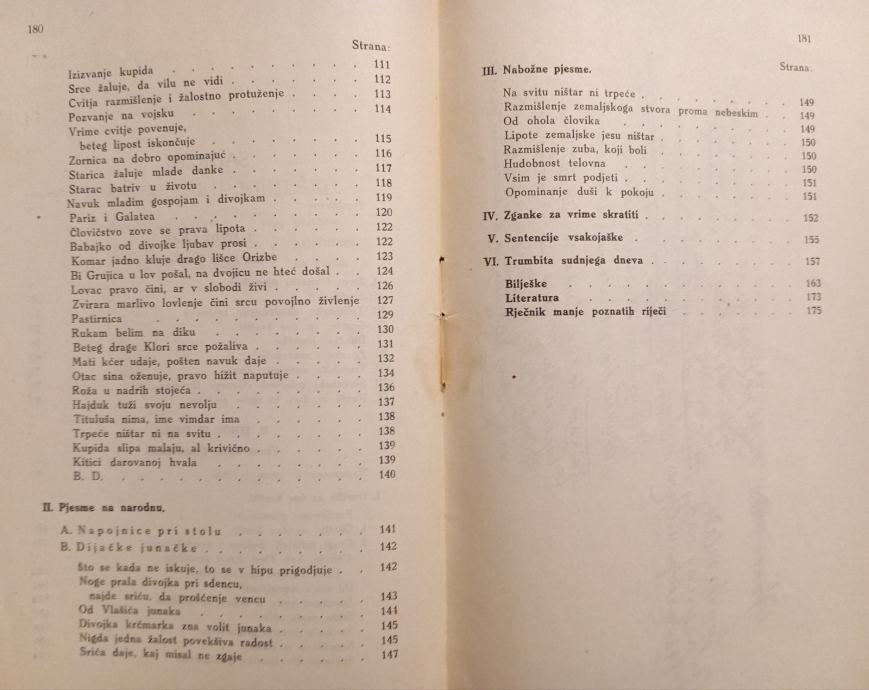 180
Strana:
Izizvanje kupida . . . . . . . . 111
Srce žaluje, da vilu ne vidi . . . . . . 112
Cvitja razmišlenje i žalostno protuženje . . . . 113
Pozvanje na vojsku . . . . . . . 114
Vrime cvitje povenuje,
beteg lipost iskončuje . . . . . . 115
Zornica na dobro opominajuć . . . . . . 116
Starica žaluje mlade danke . . . . . . 117
Starac batriv u životu . . . . . . . 118
Navuk mladim gospojam i divojkam . . . . . 119
Pariz i Galatea . . . . . . . . 120
Človičstvo zove se prava lipota . . . . . 122
Babajko od divojke ljubav prosi . . . . . 122
Komar jadno kluje drago lišce Orizbe . . . . 123
Bi Grujica u lov pošal, na dvojicu ne hteć došal . . 124
Lovac pravo čini, ar v slobodi živi . . . . . 126
Zvirara marlivo lovlenje čini srcu povojlno živlenje 127
Pastirnica . . . . . . . . . 129
Rukam belim na diku . . . . . . . 130
Beteg drage Klori srce požaliva . . . . . 131
Mati kćer udaje, pošten navuk daje . . . . 132
Otac sina oženuje, pravo hižit naputuje . . . . 134
Roža u nadrih stojeća . . . . . . . 136
Hajduk tuži svoju nevolju . . . . . . 137
Tituluša nima, ime vimdar ima . . . . . 138
Trpeće ništar ni na svitu . . . . . . 138
Kupida slipa malaju, al krivično . . . . . 139
Kitici darovanoj hvala . . . . . . . 139
B. D. . . . . . . . . . . 140
II. Pjesme na narodnu.
A. Napojnice pri stolu . . . . . . 141
B. Dijačke junačke . . . . . . . 142
Što se kada ne iskuje, to se v hipu prigodjuje . . 142
Noge prala divojka pri sdencu,
najde sriću, da prošćenje vencu . . . . . 143
Od Vlašića junaka . . . . . . . 144
Divojka krčmarka zna volit junaka . . . . . 145
Nigda jedna žalost povekšiva radost . . . . . 145
Srića daje, kaj misal ne zgaje . . . . . 147
181
Strana:
III. Nabožne pjesme.
Na svitu ništar ni trpeće . . . . . . 149
Razmišlenje zemaljskoga stvora proma nebeskim . . 149
Od ohola človika . . . . . . . 149
Lipote zemaljske jesu ništar . . . . . 150
Razmišlenje zuba, koji boli . . . . . 150
Hudobnost telovna . . . . . . . 150
Vsim je smrt podjeti . . . . . . 151
Opominanje duši k pokoju . . . . . 151
IV. Zganke za vrime skratiti . . . . . . 152
V. Sentencije vsakojaške . . . . . . 155
VI. Trumbita sudnjega dneva . . . . . . 157
Bilješke . . . . . . . . 163
Literatura . . . . . . . . 173
Rječnik manje poznatih riječi . . . . . 175